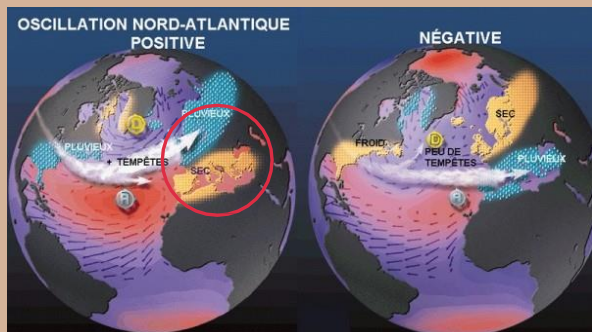 OSCILLATION NORD-ATLANTIQUE
POSITIVE
PLUVIEUX
D
PLUVIEUX
+ TEMPÊTES
SEC
NÉGATIVE
SEC
D
FROID
PEU DE
TEMPÊTES
PLUVIEUX